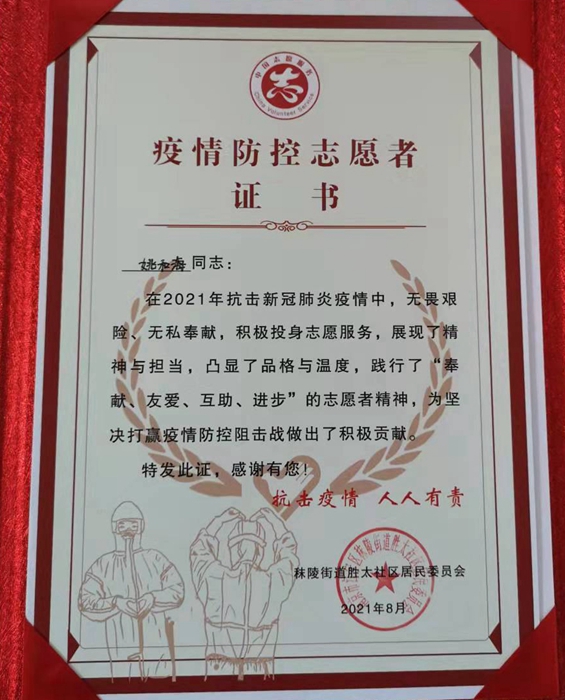 中国志愿服务
China Volunteer Service
疫情防控志愿者
证书
同志：
在2021年抗击新冠肺炎疫情中，无畏艰
险、无私奉献，积极投身志愿服务，展现了精
神与担当，凸显了品格与温度，践行了“奉
献、友爱、互助、进步”的志愿者精神，为坚
决打赢疫情防控阻击战做出了积极贡献。
特发此证，感谢有您！
抗击疫情 人人有责
秣陵街道胜太社区居民委员会
2021年8月